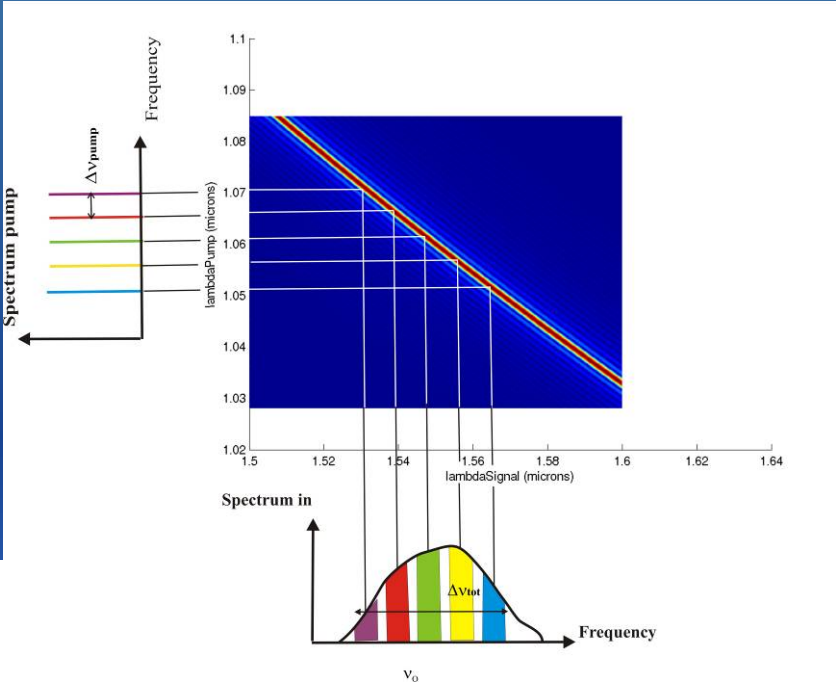 Frequency
Δνpump
Spectrum pump
1.1
1.09
1.08
1.07
1.06
1.05
1.04
1.03
1.02
lambdaPump (microns)
1.5 1.52 1.54 1.56 1.58 1.6 1.62 1.64
lambdaSignal (microns)
Spectrum in
Δνtot
Frequency
νo